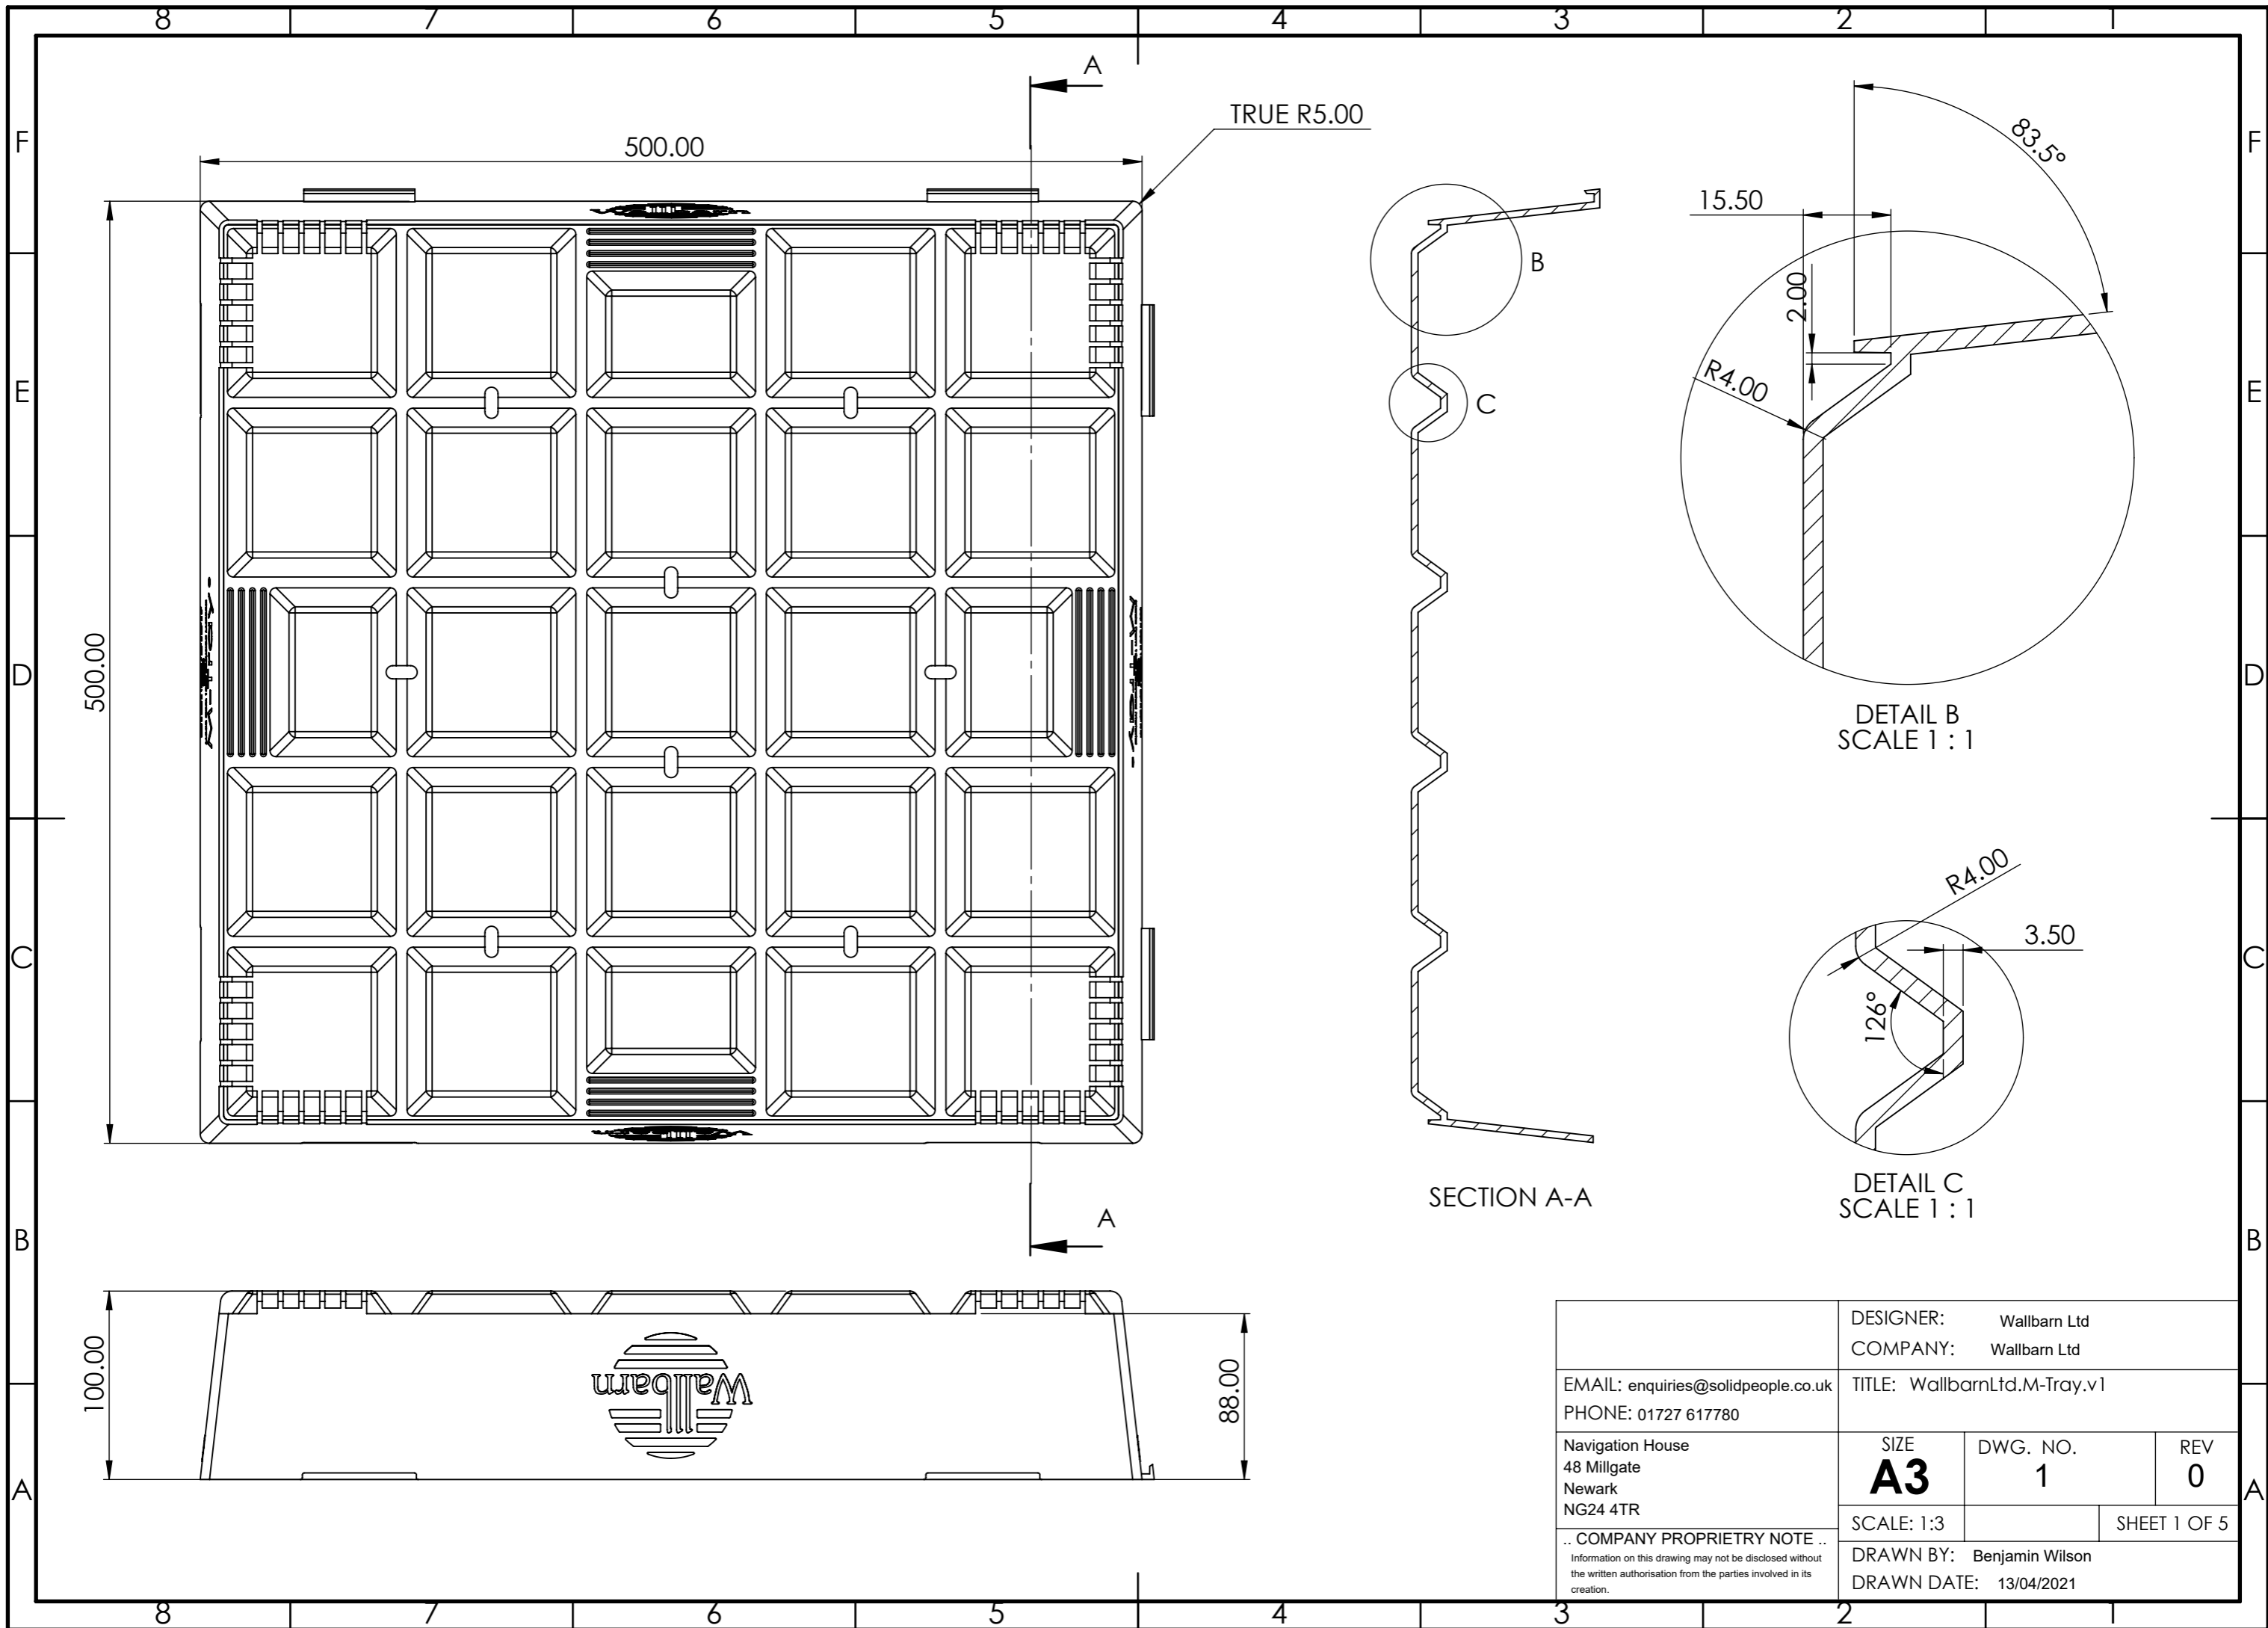 8 7 6 5 4 3 2 1
F
E
D
C
B
A
F
E
D
C
B
A
A
TRUE R5.00
500.00
500.00
A
100.00
88.00
Wallbarn
B
C
SECTION A-A
83.5°
15.50
2.00
R4.00
DETAIL B
SCALE 1 : 1
R4.00
3.50
126°
DETAIL C
SCALE 1 : 1
DESIGNER: Wallbarn Ltd
COMPANY: Wallbarn Ltd
EMAIL: enquiries@solidpeople.co.uk
PHONE: 01727 617780
TITLE: WallbarnLtd.M-Tray.v1
Navigation House
48 Millgate
Newark
NG24 4TR
SIZE
A3
DWG. NO.
1
REV
0
SCALE: 1:3
SHEET 1 OF 5
.. COMPANY PROPRIETRY NOTE ..
Information on this drawing may not be disclosed without
the written authorisation from the parties involved in its
creation.
DRAWN BY: Benjamin Wilson
DRAWN DATE: 13/04/2021
8 7 6 5 4 3 2 1